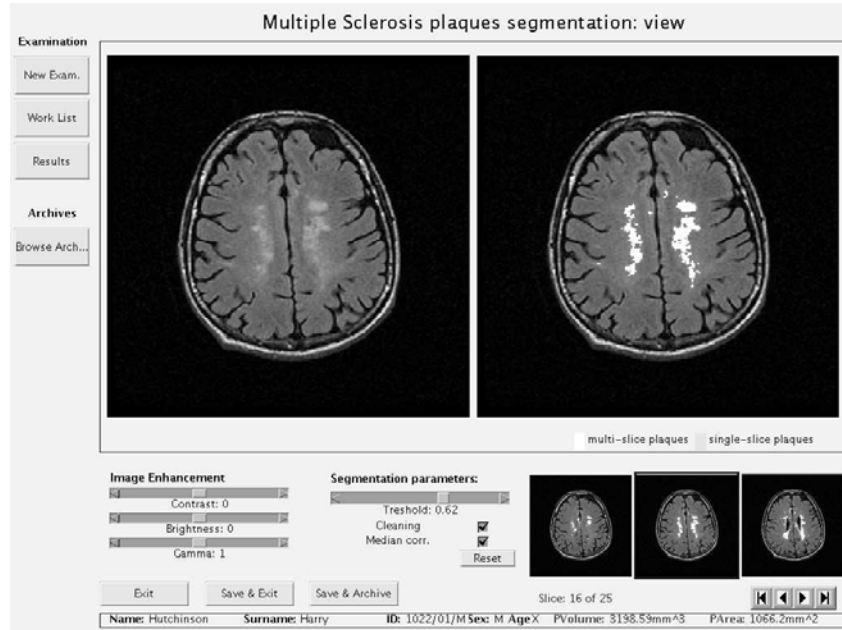 Multiple Sclerosis plaques segmentation: view
Examination
New Exam.
Work List
Results
Archives
Browse Arch...
multi-slice plaques single-slice plaques
Image Enhancement
Contrast: 0
Brightness: 0
Gamma: 1
Segmentation parameters:
Treshold: 0.62
Cleaning
Median corr.
Reset
Exit Save & Exit Save & Archive
Slice: 16 of 25
Name: Hutchinson Surname: Harry ID: 1022/01/M Sex: M Age X PVolume: 3198.59mm^3 PArea: 1066.2mm^2